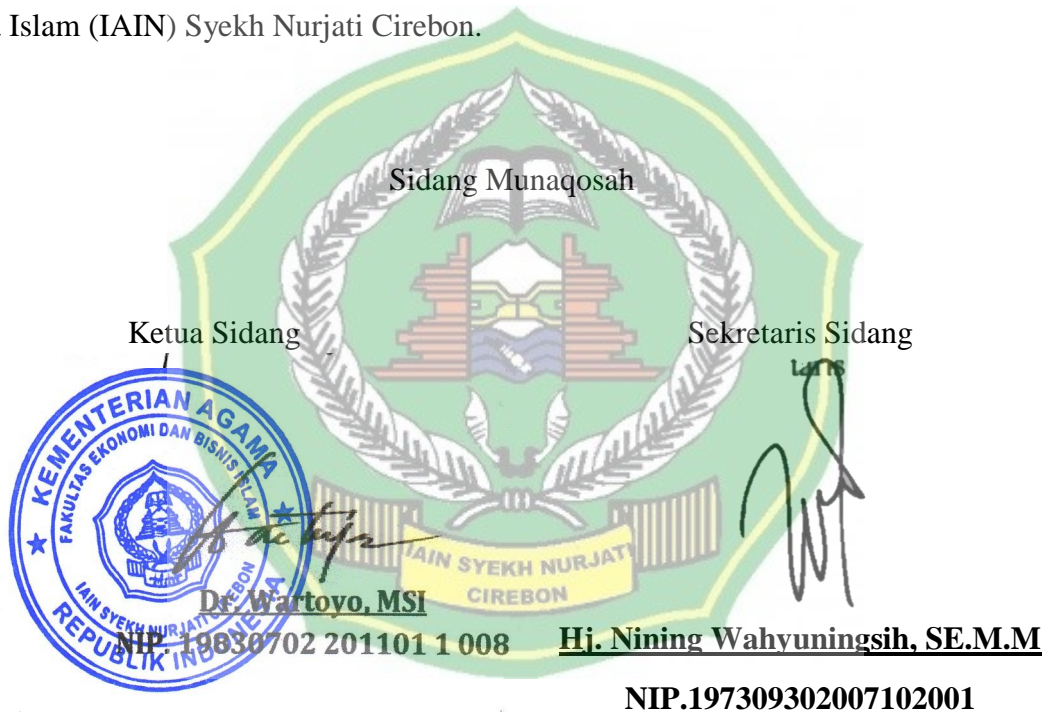 Islam (IAIN) Syekh Nurjati Cirebon.
Sidang Munaqosah
Ketua Sidang
Sekretaris Sidang
taris
KEMENTERIAN AGAMA
FAKULTAS EKONOMI DAN BISNIS ISLAM
IAIN SYEKH NURJATI CIREBON
REPUBLIK INDONESIA
IAIN SYEKH NURJATI
CIREBON
Dr. Wartoyo, MSI
NIP. 19830702 201101 1 008
Hj. Nining Wahyuningsih, SE.M.M
NIP.197309302007102001